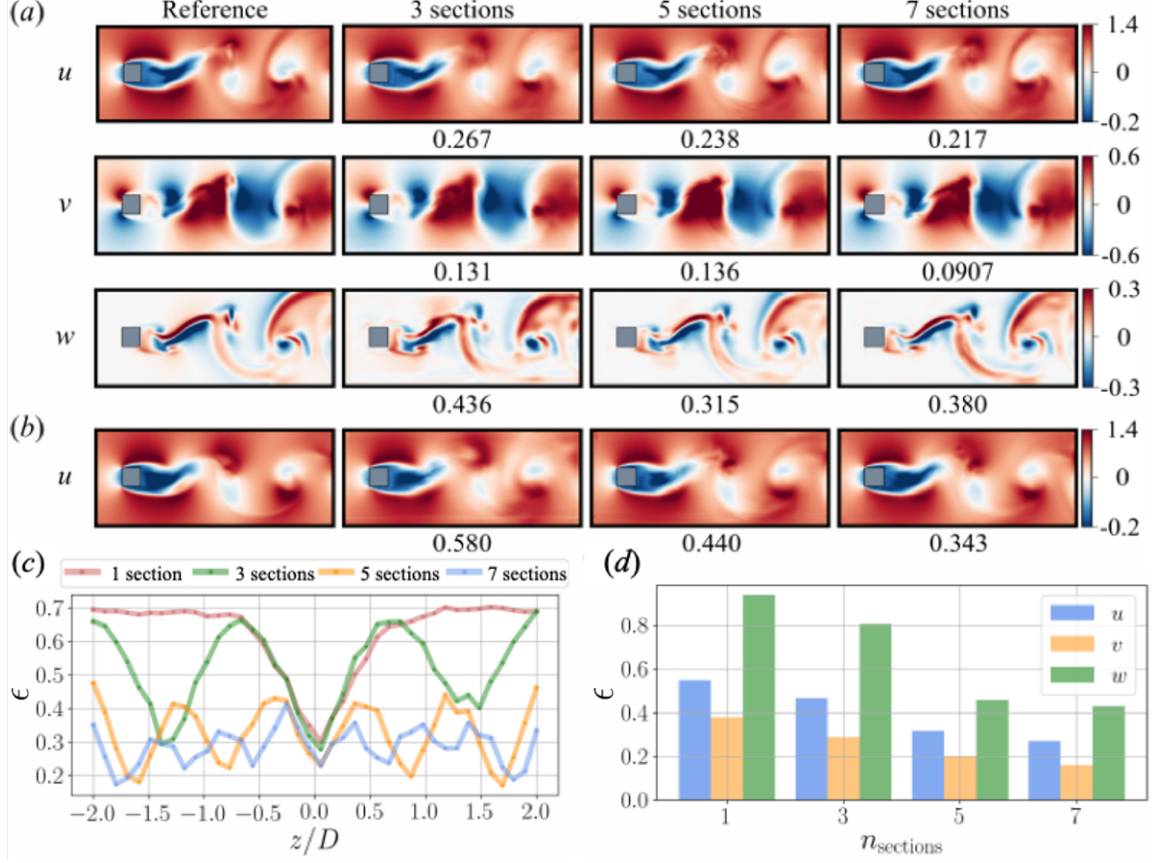 (a) Reference 3 sections 5 sections 7 sections
u 1.4 0 -0.2
0.267 0.238 0.217
v 0.6 0 -0.6
0.131 0.136 0.0907
w 0.3 0 -0.3
0.436 0.315 0.380
(b)
u 1.4 0 -0.2
0.580 0.440 0.343
(c)
1 section 3 sections 5 sections 7 sections
0.7
0.6
0.5
0.4
0.3
0.2
ϵ
−2.0 −1.5 −1.0 −0.5 0.0 0.5 1.0 1.5 2.0
z/D
(d)
u
v
w
0.8
0.6
0.4
0.2
0.0
ϵ
1 3 5 7
n_sections